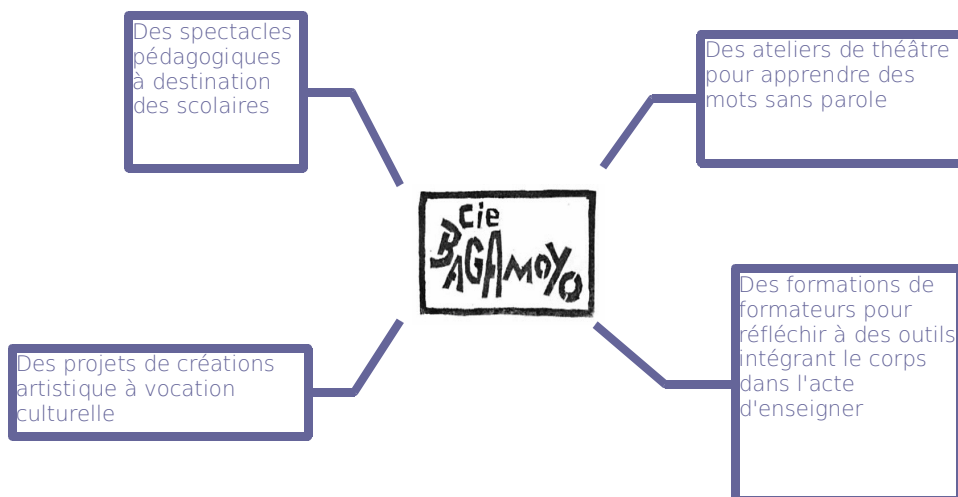 Des spectacles
pédagogiques
à destination
des scolaires
Des ateliers de théâtre
pour apprendre des
mots sans parole
cie
BAGAMOYO
Des projets de créations
artistique à vocation
culturelle
Des formations de
formateurs pour
réfléchir à des outils
intégrant le corps
dans l'acte
d'enseigner